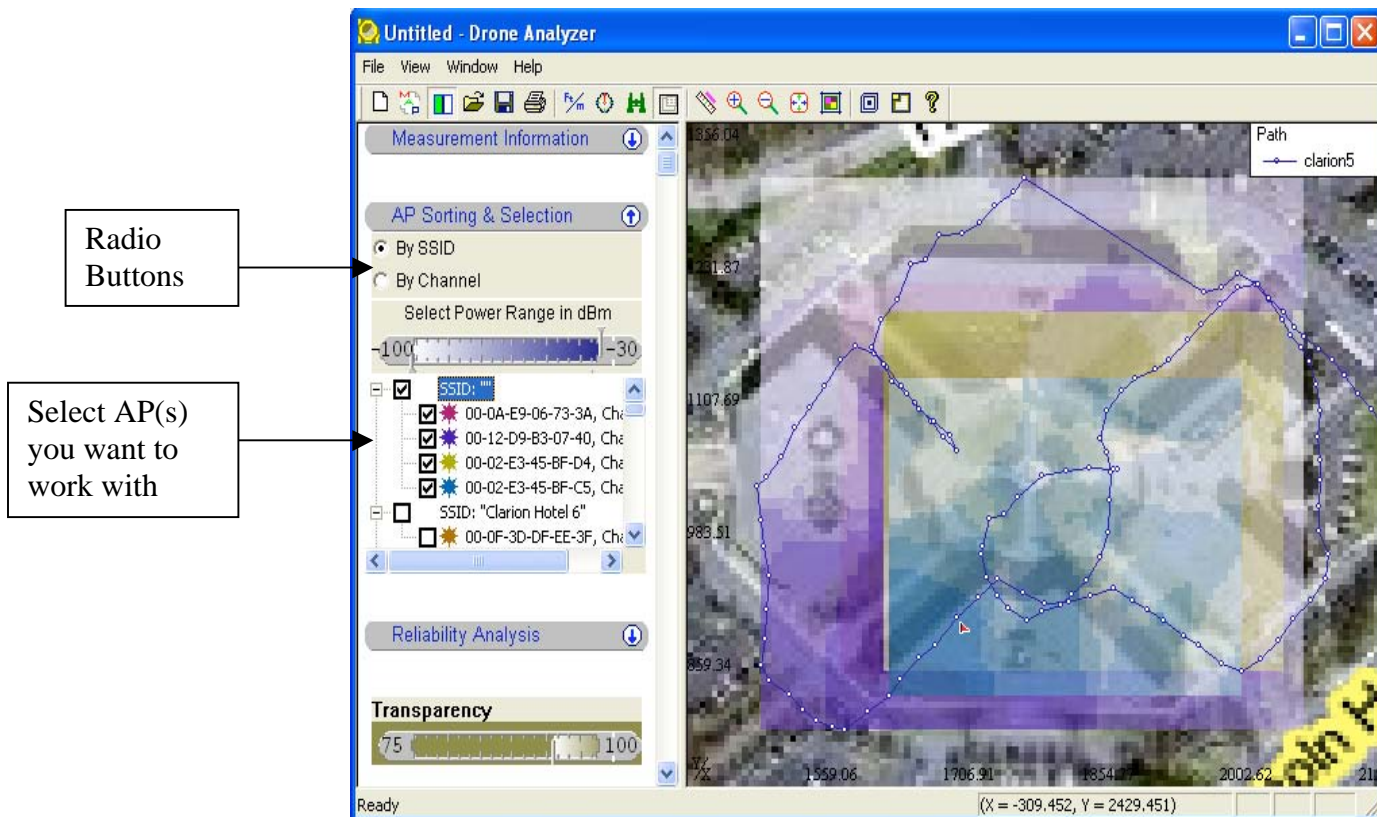 Untitled - Drone Analyzer
File View Window Help
Ft/m
Measurement Information
AP Sorting & Selection
By SSID
By Channel
Select Power Range in dBm
-100 -30
SSID: ""
00-0A-E9-06-73-3A, Cha
00-12-D9-B3-07-40, Cha
00-02-E3-45-BF-D4, Cha
00-02-E3-45-BF-C5, Cha
SSID: "Clarion Hotel 6"
00-0F-3D-DF-EE-3F, Cha
Reliability Analysis
Transparency
75 100
Ready
(X = -309.452, Y = 2429.451)
Radio
Buttons
Select AP(s)
you want to
work with
Path
clarion5
1356.04
1231.87
1107.69
983.51
859.34
Y/X
1559.06 1706.91 1854.77 2002.62